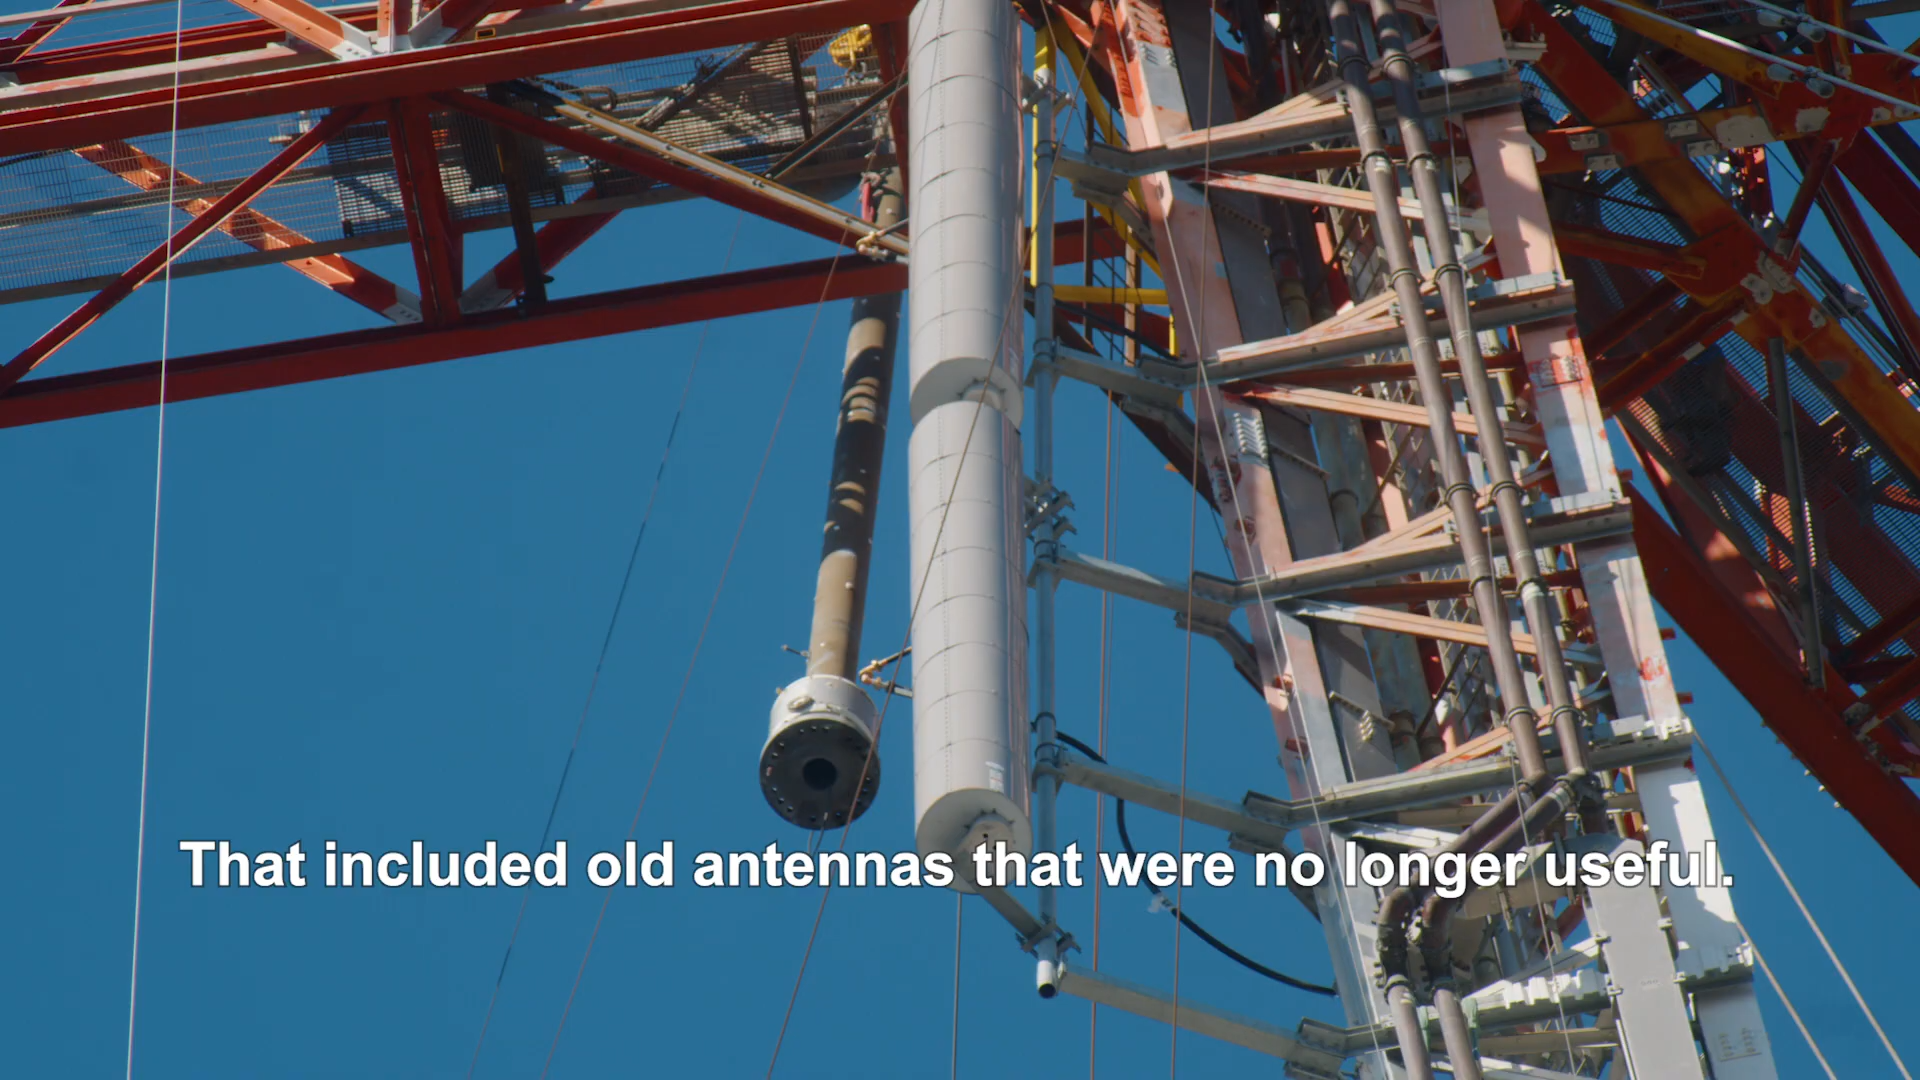 That included old antennas that were no longer useful.